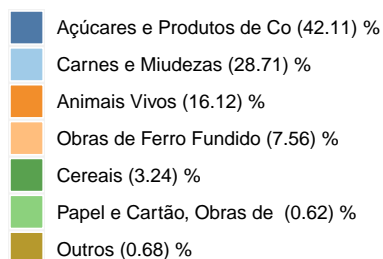 Açúcares e Produtos de Co (42.11) %
Carnes e Miudezas (28.71) %
Animais Vivos (16.12) %
Obras de Ferro Fundido (7.56) %
Cereais (3.24) %
Papel e Cartão, Obras de  (0.62) %
Outros (0.68) %